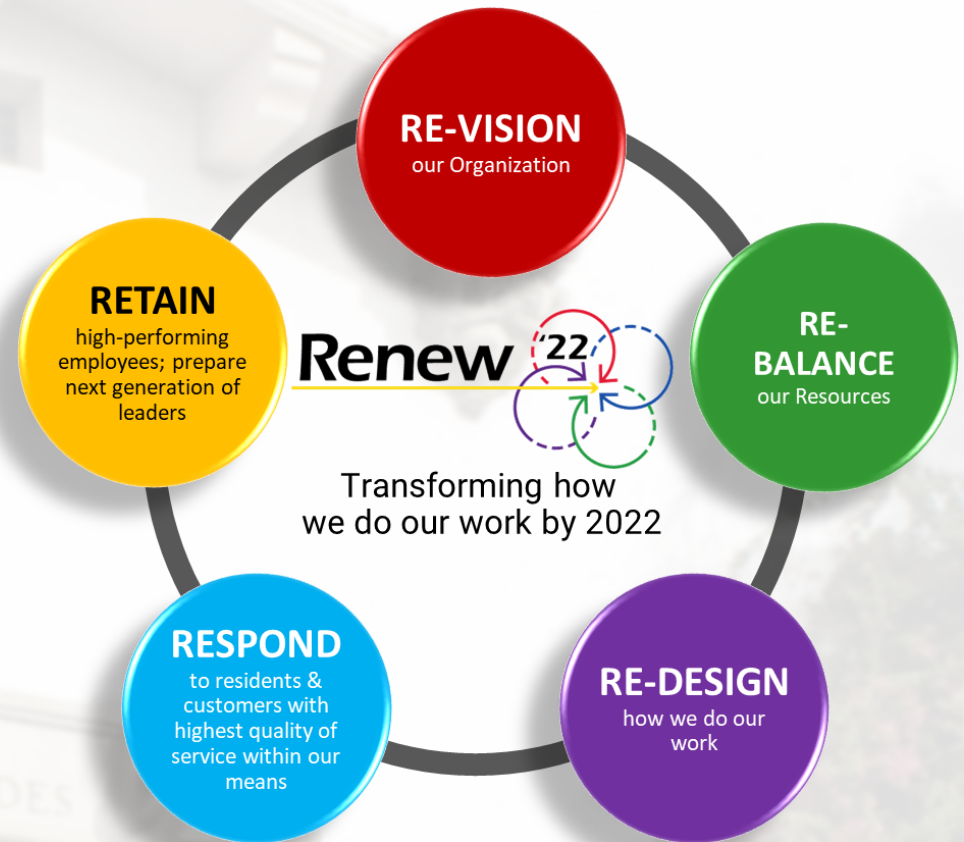 RE-VISION
our Organization
RE-
BALANCE
our Resources
RE-DESIGN
how we do our
work
RESPOND
to residents &
customers with
highest quality of
service within our
means
RETAIN
high-performing
employees; prepare
next generation of
leaders
Renew '22
Transforming how
we do our work by 2022